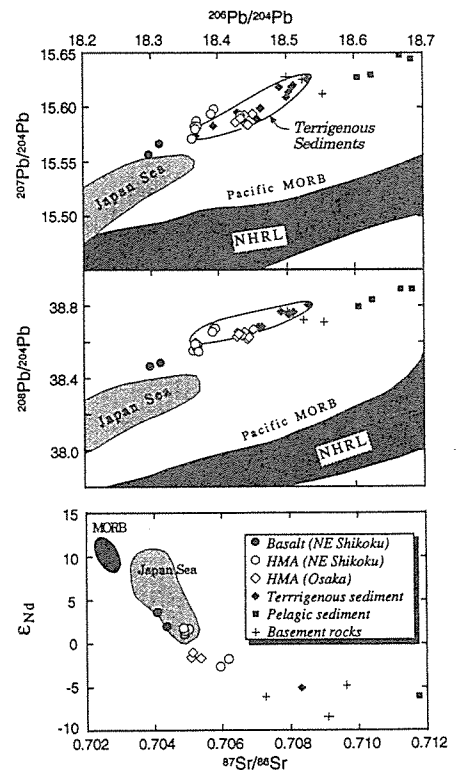 206Pb/204Pb
18.2 18.3 18.4 18.5 18.6 18.7
15.65
15.60
15.55
15.50
207Pb/204Pb
Terrigenous
Sediments
Japan Sea
Pacific MORB
NHRL
38.8
38.4
38.0
208Pb/204Pb
Japan Sea
Pacific MORB
NHRL
15
10
5
0
-5
-10
εNd
MORB
Japan Sea
Basalt (NE Shikoku)
HMA (NE Shikoku)
HMA (Osaka)
Terrrigenous sediment
Pelagic sediment
Basement rocks
0.702 0.704 0.706 0.708 0.710 0.712
87Sr/86Sr